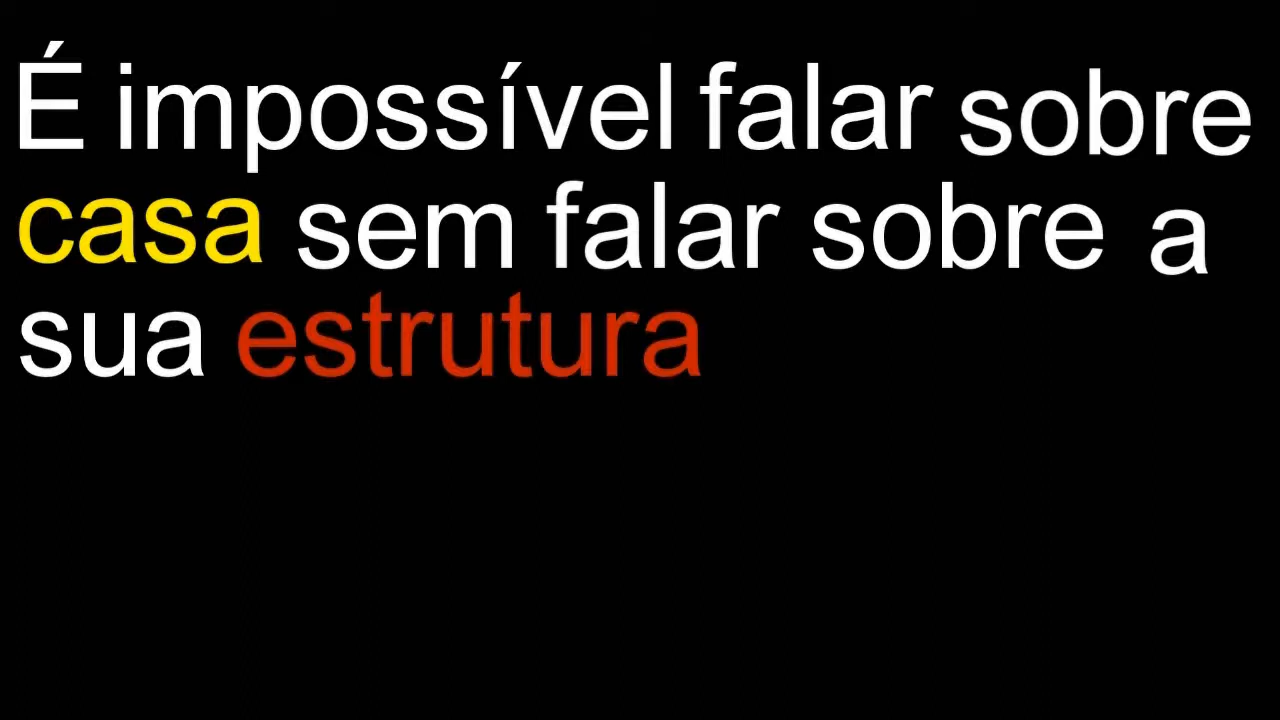 É impossível falar sobre
casa sem falar sobre a
sua estrutura